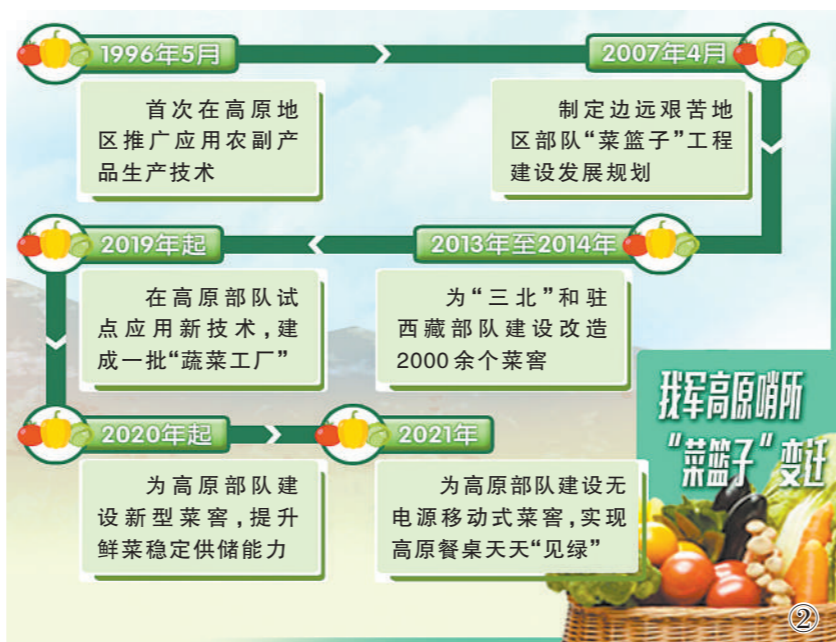 1996年5月
首次在高原地
区推广应用农副产
品生产技术
2007年4月
制定边远艰苦地
区部队“菜篮子”工程
建设发展规划
2013年至2014年
为“三北”和驻
西藏部队建设改造
2000余个菜窖
2019年起
在高原部队试
点应用新技术,建
成一批“蔬菜工厂”
2020年起
为高原部队建
设新型菜窖,提升
鲜菜稳定供储能力
2021年
为高原部队建设无
电源移动式菜窖,实现
高原餐桌天天“见绿”
我军高原哨所
“菜篮子”变迁
②